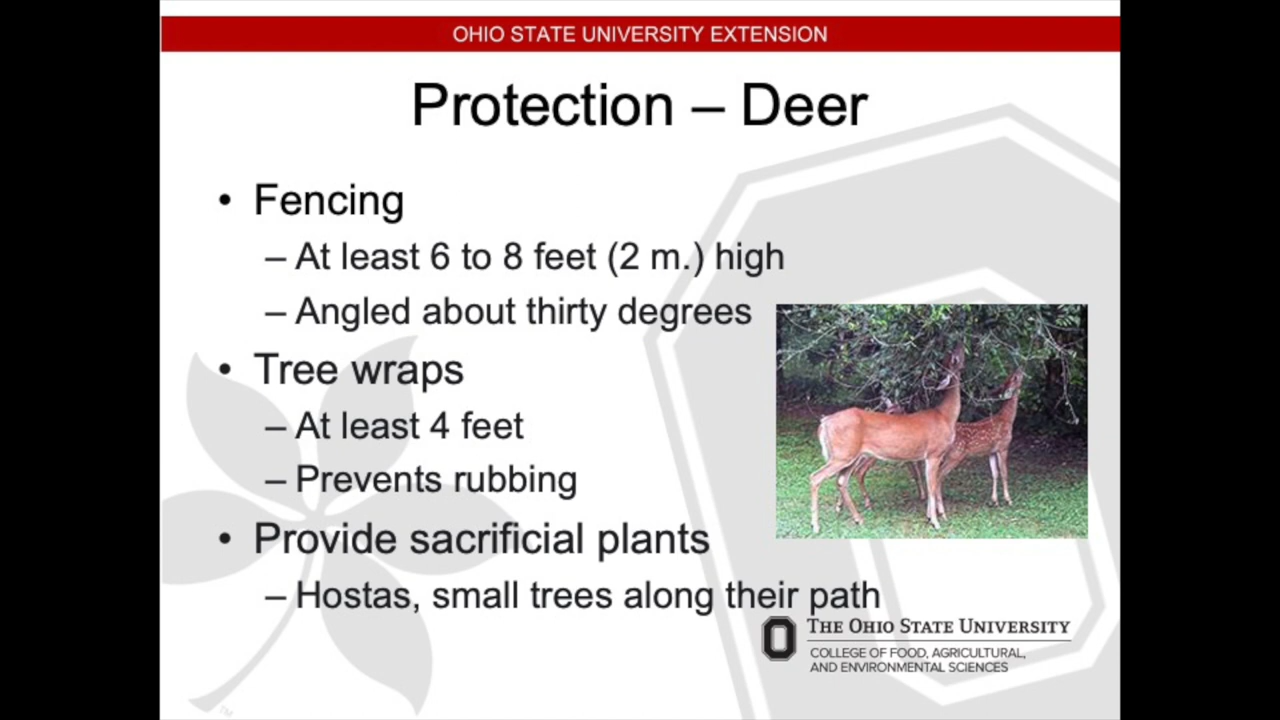 OHIO STATE UNIVERSITY EXTENSION
Protection – Deer
• Fencing
– At least 6 to 8 feet (2 m.) high
– Angled about thirty degrees
• Tree wraps
– At least 4 feet
– Prevents rubbing
• Provide sacrificial plants
– Hostas, small trees along their path
THE OHIO STATE UNIVERSITY
COLLEGE OF FOOD, AGRICULTURAL,
AND ENVIRONMENTAL SCIENCES
TM